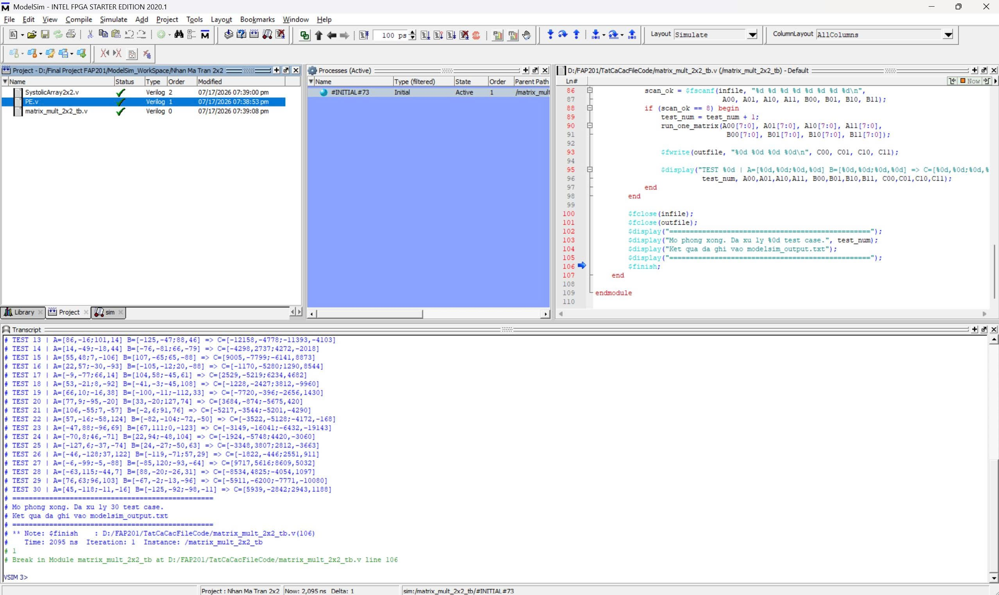 ModelSim - INTEL FPGA STARTER EDITION 2020.1
File Edit View Compile Simulate Add Project Tools Layout Bookmarks Window Help
100 ps
Layout Simulate
ColumnLayout AllColumns
Project - D:/Final Project FAP201/ModelSim_WorkSpace/Nhan Ma Tran 2x2
Name Status Type Order Modified
SystolicArray2x2.v Verilog 2 07/17/2026 07:39:00 pm
PE.v Verilog 1 07/17/2026 07:38:53 pm
matrix_mult_2x2_tb.v Verilog 0 07/17/2026 07:39:08 pm
Library Project sim
Processes (Active)
Name Type (filtered) State Order Parent Path
#INITIAL#73 Initial Active 1 /matrix_mult
D:/FAP201/TatCaCacFileCode/matrix_mult_2x2_tb.v (/matrix_mult_2x2_tb) - Default
Ln#
Now
86 scan_ok = $fscanf(infile, "%d %d %d %d %d %d %d %d\n",
87 A00, A01, A10, A11, B00, B01, B10, B11);
88 if (scan_ok == 8) begin
89 test_num = test_num + 1;
90 run_one_matrix(A00[7:0], A01[7:0], A10[7:0], A11[7:0],
91 B00[7:0], B01[7:0], B10[7:0], B11[7:0]);
92
93 $fwrite(outfile, "%0d %0d %0d %0d\n", C00, C01, C10, C11);
94
95 $display("TEST %0d | A=[%0d,%0d;%0d,%0d] B=[%0d,%0d;%0d,%0d] => C=[%0d,%0d;%0d,%
96 test_num, A00,A01,A10,A11, B00,B01,B10,B11, C00,C01,C10,C11);
97 end
98 end
99
100 $fclose(infile);
101 $fclose(outfile);
102 $display("=================================================");
103 $display("Mo phong xong. Da xu ly %0d test case.", test_num);
104 $display("Ket qua da ghi vao modelsim_output.txt");
105 $display("=================================================");
106 $finish;
107 end
108
109 endmodule
110
Transcript
# TEST 13 | A=[86,-16;101,14] B=[-125,-47;88,46] => C=[-12158,-4778;-11393,-4103]
# TEST 14 | A=[14,-49;-18,44] B=[-76,-81;66,-79] => C=[-4298,2737;4272,-2018]
# TEST 15 | A=[55,48;7,-106] B=[107,-65;65,-88] => C=[9005,-7799;-6141,8873]
# TEST 16 | A=[22,57;-30,-93] B=[-105,-12;20,-88] => C=[-1170,-5280;1290,8544]
# TEST 17 | A=[-9,-77;66,14] B=[104,58;-45,61] => C=[2529,-5219;6234,4682]
# TEST 18 | A=[53,-21;8,-92] B=[-41,-3;-45,108] => C=[-1228,-2427;3812,-9960]
# TEST 19 | A=[66,10;-16,38] B=[-100,-11;-112,33] => C=[-7720,-396;-2656,1430]
# TEST 20 | A=[77,9;-95,-20] B=[33,-20;127,74] => C=[3684,-874;-5675,420]
# TEST 21 | A=[106,-55;7,-57] B=[-2,6;91,76] => C=[-5217,-3544;-5201,-4290]
# TEST 22 | A=[57,-16;-58,124] B=[-82,-104;-72,-50] => C=[-3522,-5128;-4172,-168]
# TEST 23 | A=[-47,88;-96,69] B=[67,111;0,-123] => C=[-3149,-16041;-6432,-19143]
# TEST 24 | A=[-70,8;46,-71] B=[22,94;-48,104] => C=[-1924,-5748;4420,-3060]
# TEST 25 | A=[-127,6;-37,-74] B=[24,-27;-50,63] => C=[-3348,3807;2812,-3663]
# TEST 26 | A=[-46,-128;37,122] B=[-119,-71;57,29] => C=[-1822,-446;2551,911]
# TEST 27 | A=[-6,-99;-5,-88] B=[-85,120;-93,-64] => C=[9717,5616;8609,5032]
# TEST 28 | A=[-63,115;-44,7] B=[88,-20;-26,31] => C=[-8534,4825;-4054,1097]
# TEST 29 | A=[76,63;96,103] B=[-67,-2;-13,-96] => C=[-5911,-6200;-7771,-10080]
# TEST 30 | A=[45,-118;-11,-16] B=[-125,-92;-98,-11] => C=[5939,-2842;2943,1188]
# =================================================
# Mo phong xong. Da xu ly 30 test case.
# Ket qua da ghi vao modelsim_output.txt
# =================================================
# ** Note: $finish    : D:/FAP201/TatCaCacFileCode/matrix_mult_2x2_tb.v(106)
#    Time: 2095 ns  Iteration: 1  Instance: /matrix_mult_2x2_tb
# 1
# Break in Module matrix_mult_2x2_tb at D:/FAP201/TatCaCacFileCode/matrix_mult_2x2_tb.v line 106
VSIM 3>
Project : Nhan Ma Tran 2x2 Now: 2,095 ns Delta: 1 sim:/matrix_mult_2x2_tb/#INITIAL#73